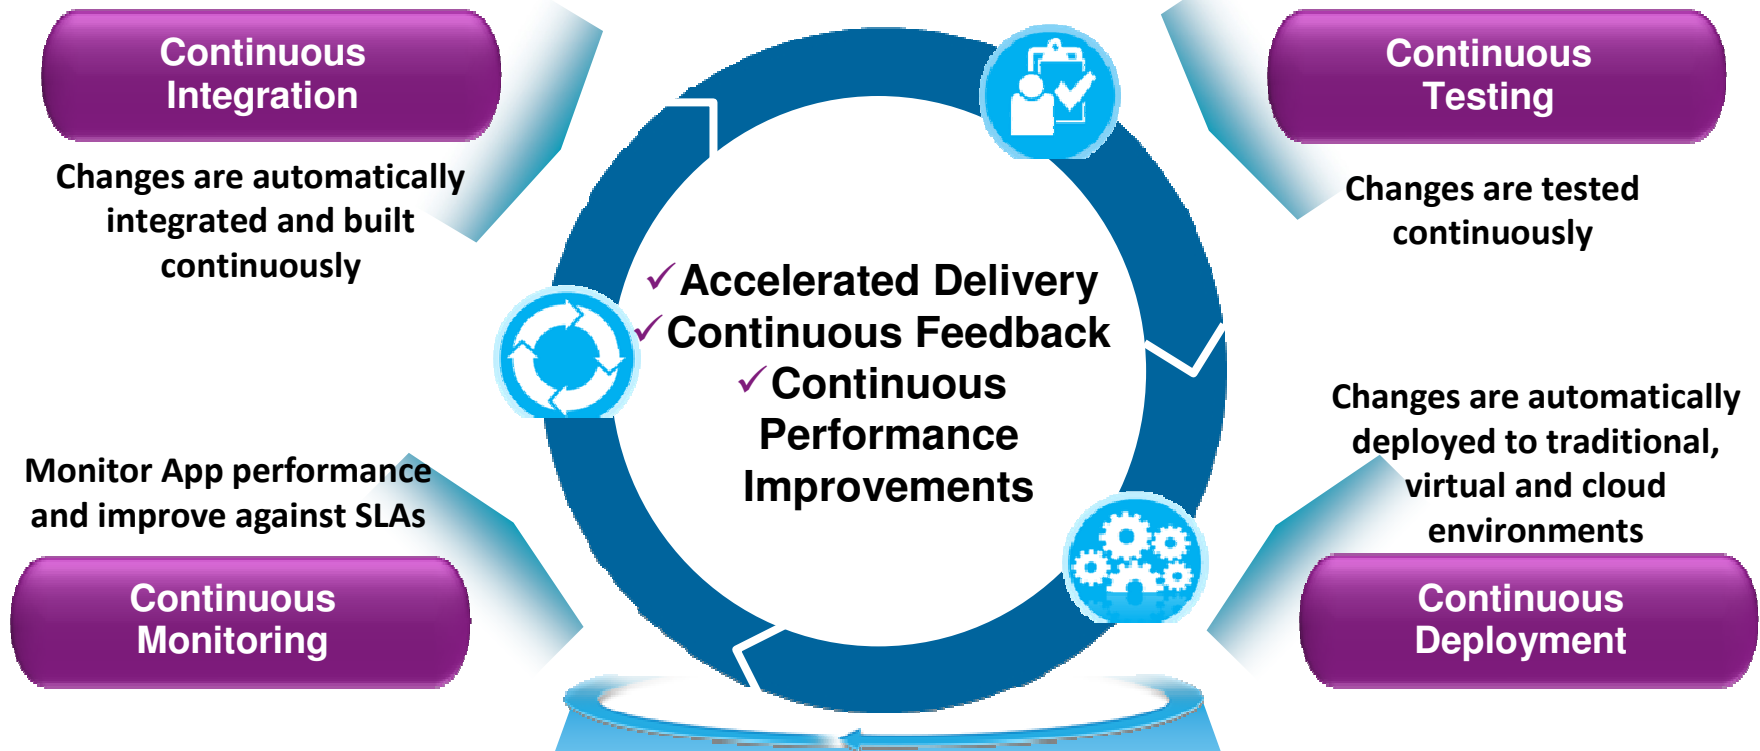 Continuous
Integration
Changes are automatically
integrated and built
continuously
Continuous
Testing
Changes are tested
continuously
Accelerated Delivery
Continuous Feedback
Continuous
Performance
Improvements
Monitor App performance
and improve against SLAs
Continuous
Monitoring
Changes are automatically
deployed to traditional,
virtual and cloud
environments
Continuous
Deployment